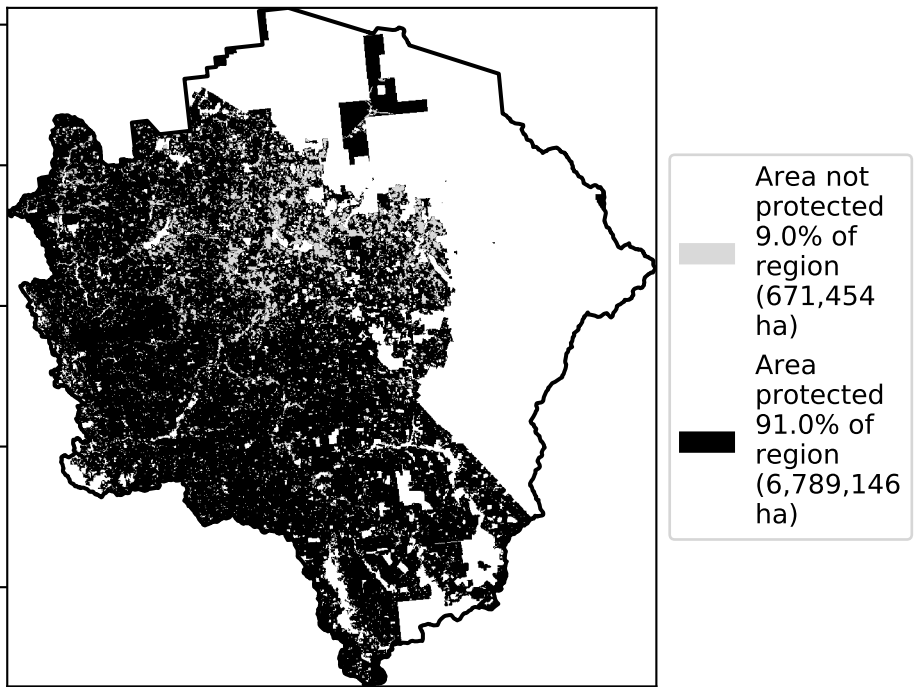 Area not
protected
9.0% of
region
(671,454
ha)
Area
protected
91.0% of
region
(6,789,146
ha)